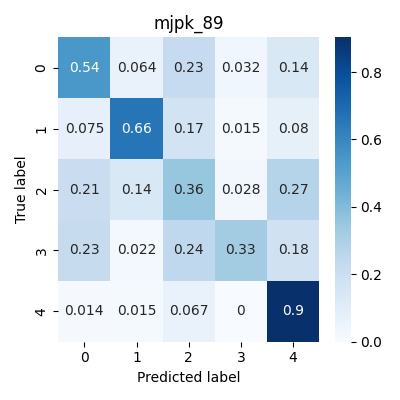 mjpk_89
0 0.54 0.064 0.23 0.032 0.14
1 0.075 0.66 0.17 0.015 0.08
2 0.21 0.14 0.36 0.028 0.27
3 0.23 0.022 0.24 0.33 0.18
4 0.014 0.015 0.067 0 0.9
0 1 2 3 4
True label
Predicted label
0.8
0.6
0.4
0.2
0.0